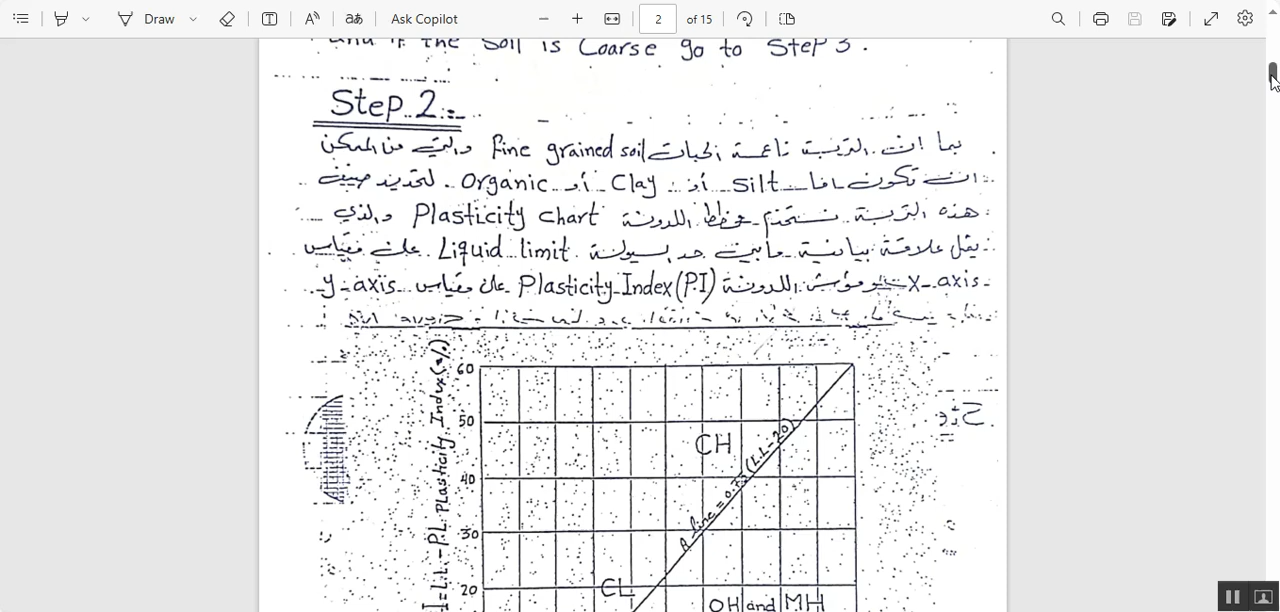 Draw
Ask Copilot
2 of 15
and if the Soil is Coarse go to Step 3.
Step 2:-
بما ان التربة ناعمة الحبات fine grained soil والتي من الممكن
ان تكون اما Silt أو Clay أو Organic. لتحديد صنف
هذه التربة نستخدم مخطط اللدونة Plasticity chart والذي
يمثل علاقة بيانية مابين حد السيولة Liquid limit على مقياس
X-axis ومؤشر اللدونة Plasticity Index (PI) على مقياس y-axis
60
50
40
30
20
I = L.L. - P.L. Plasticity Index (%)
CH
A-line = 0.73 (L.L - 20)
CL
OH and MH